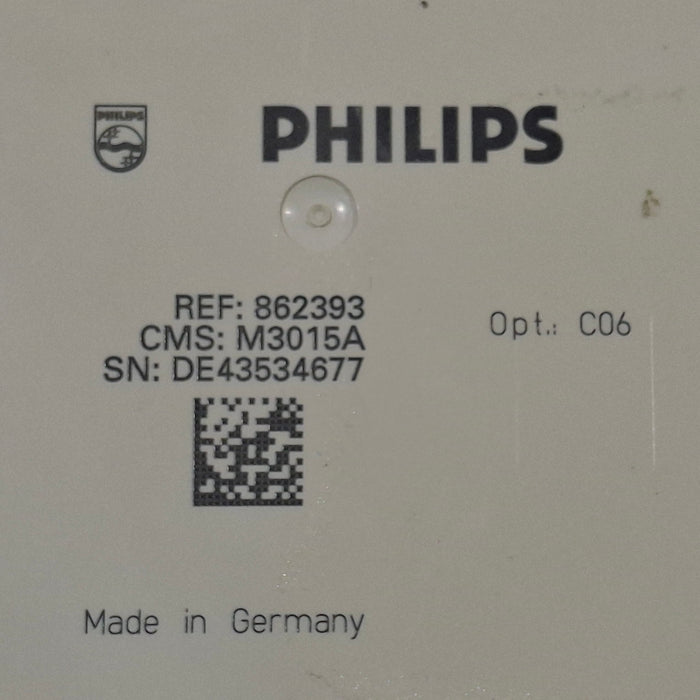 PHILIPS
PHILIPS
REF: 862393
CMS: M3015A
SN: DE43534677
Opt.: C06
Made in Germany